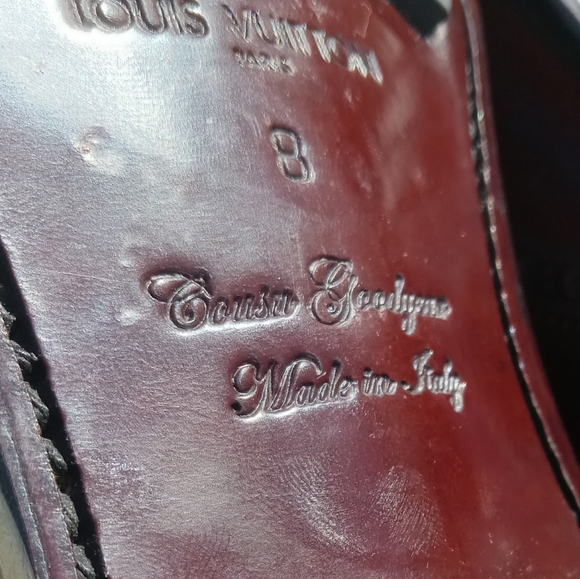 LOUIS VUITTON
PARIS
8
Cousu Goodyear
Made in Italy